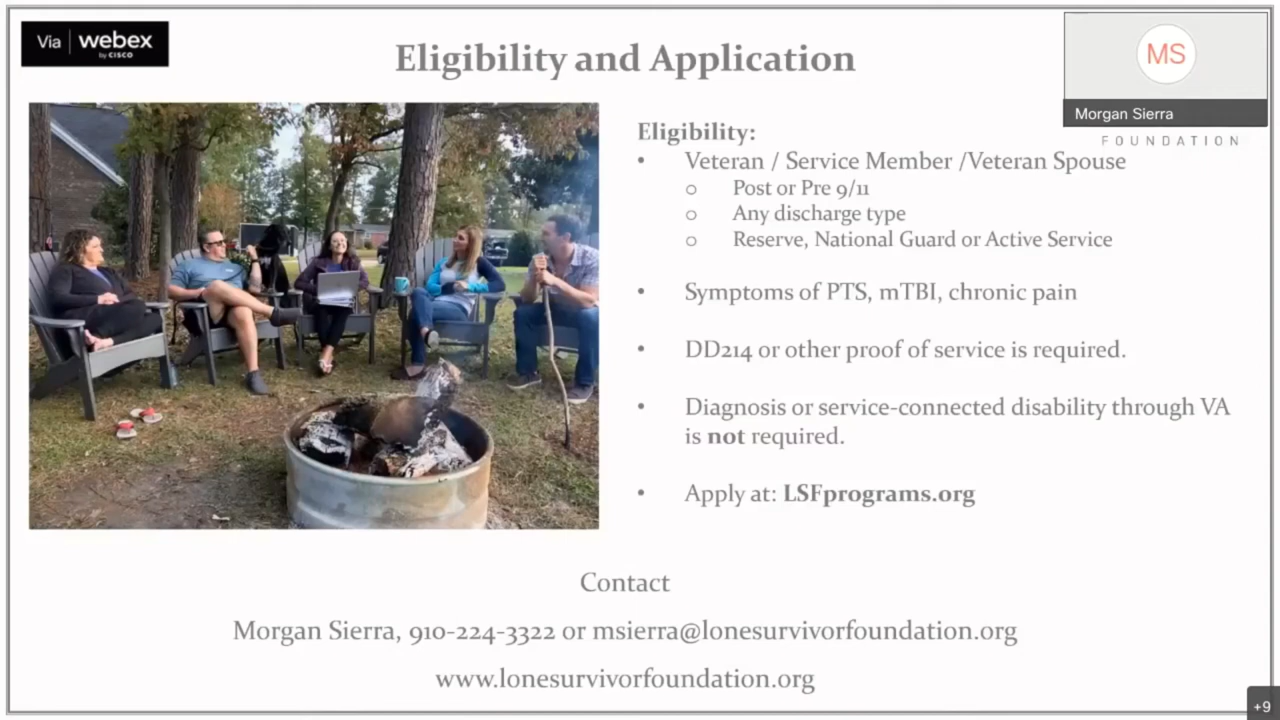 Via webex
by CISCO
Eligibility and Application
MS
Morgan Sierra
FOUNDATION
Eligibility:
• Veteran / Service Member /Veteran Spouse
o Post or Pre 9/11
o Any discharge type
o Reserve, National Guard or Active Service
• Symptoms of PTS, mTBI, chronic pain
• DD214 or other proof of service is required.
• Diagnosis or service-connected disability through VA
is not required.
• Apply at: LSFprograms.org
Contact
Morgan Sierra, 910-224-3322 or msierra@lonesurvivorfoundation.org
www.lonesurvivorfoundation.org
+9